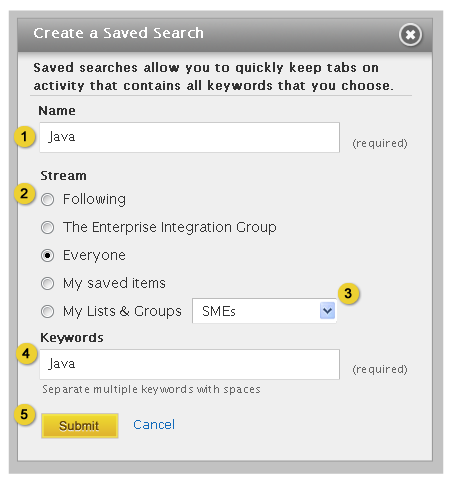 Create a Saved Search
Saved searches allow you to quickly keep tabs on
activity that contains all keywords that you choose.
Name
1 Java (required)
Stream
2 Following
The Enterprise Integration Group
Everyone
My saved items
3
My Lists & Groups SMEs
Keywords
4 Java (required)
Separate multiple keywords with spaces
5 Submit Cancel